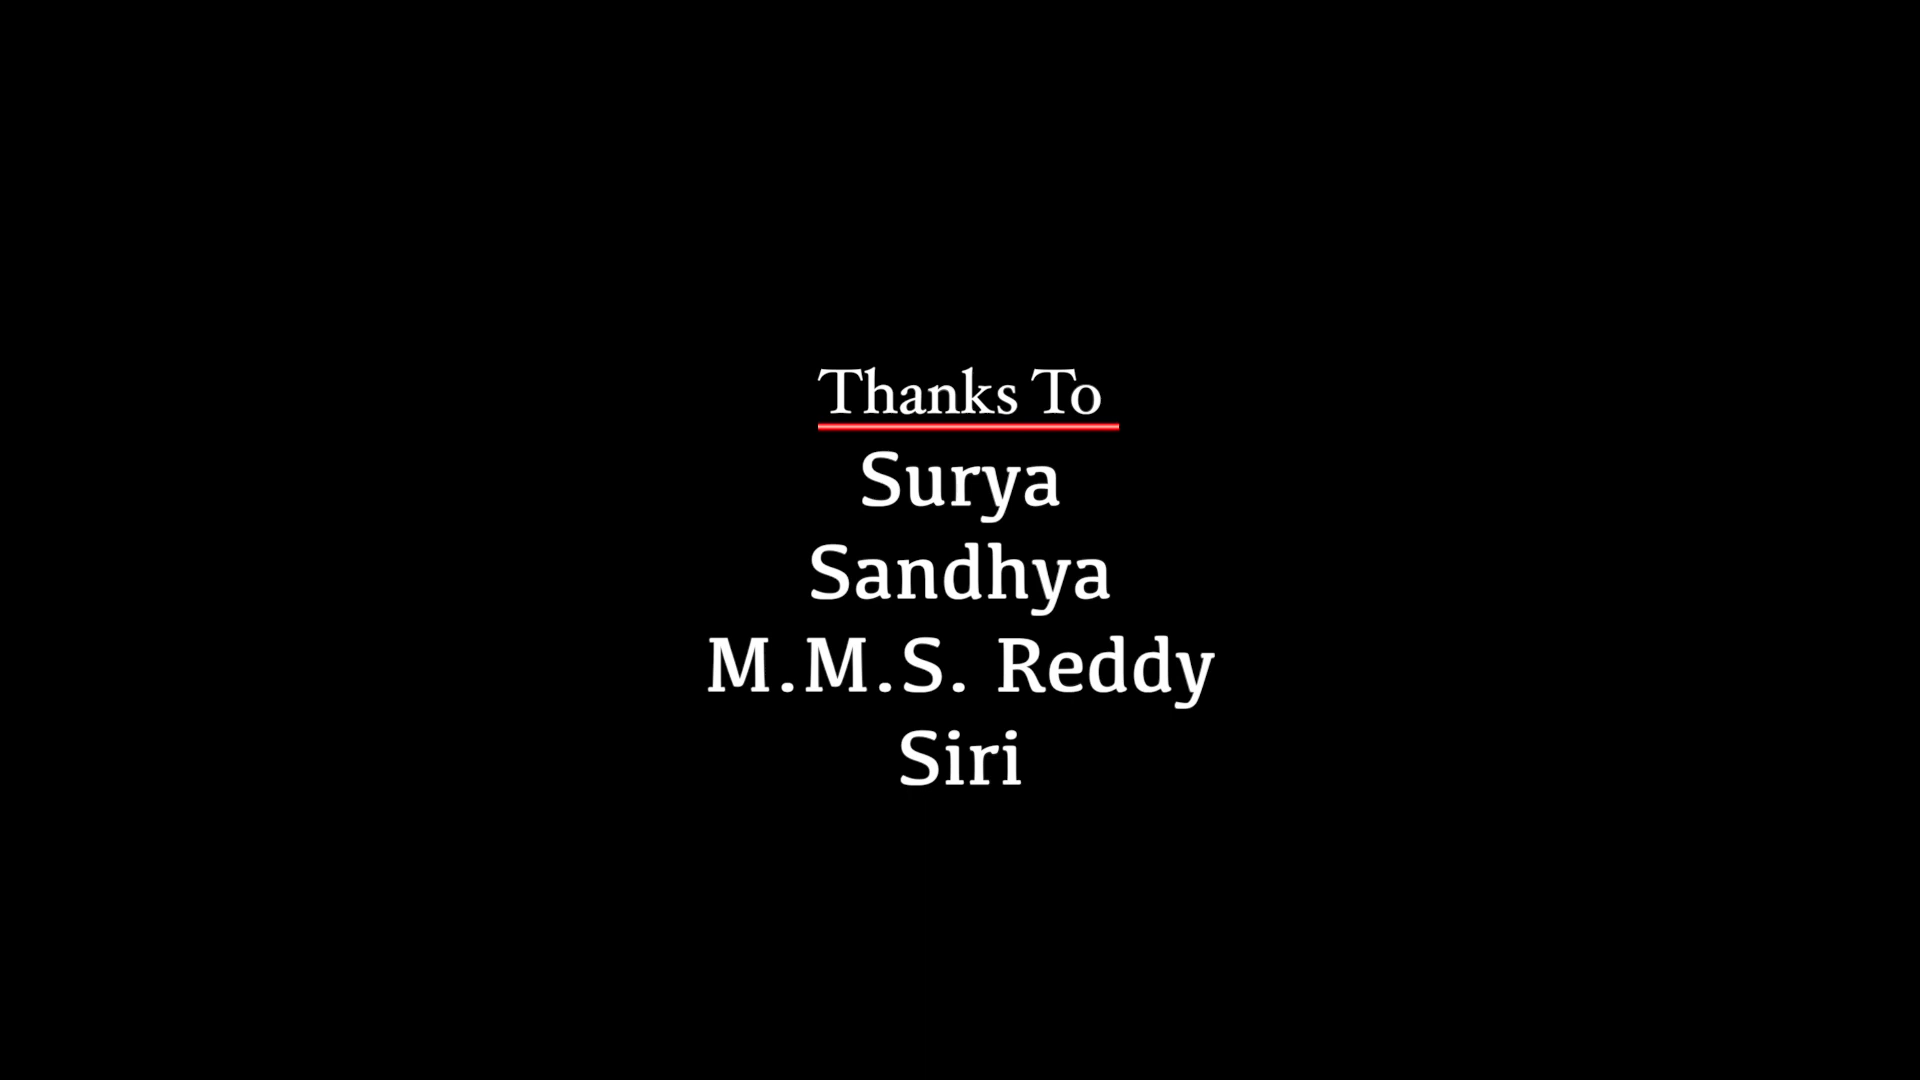 Thanks To
Surya
Sandhya
M.M.S. Reddy
Siri